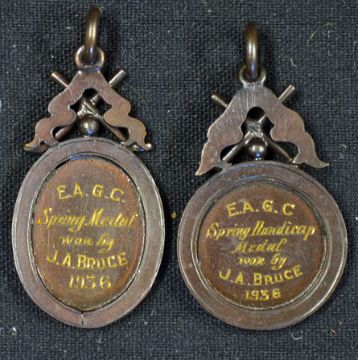 E.A.G.C.
Spring Medal
won by
J.A. BRUCE
1936
E.A.G.C
Spring Handicap
Medal
won by
J.A. BRUCE
1936